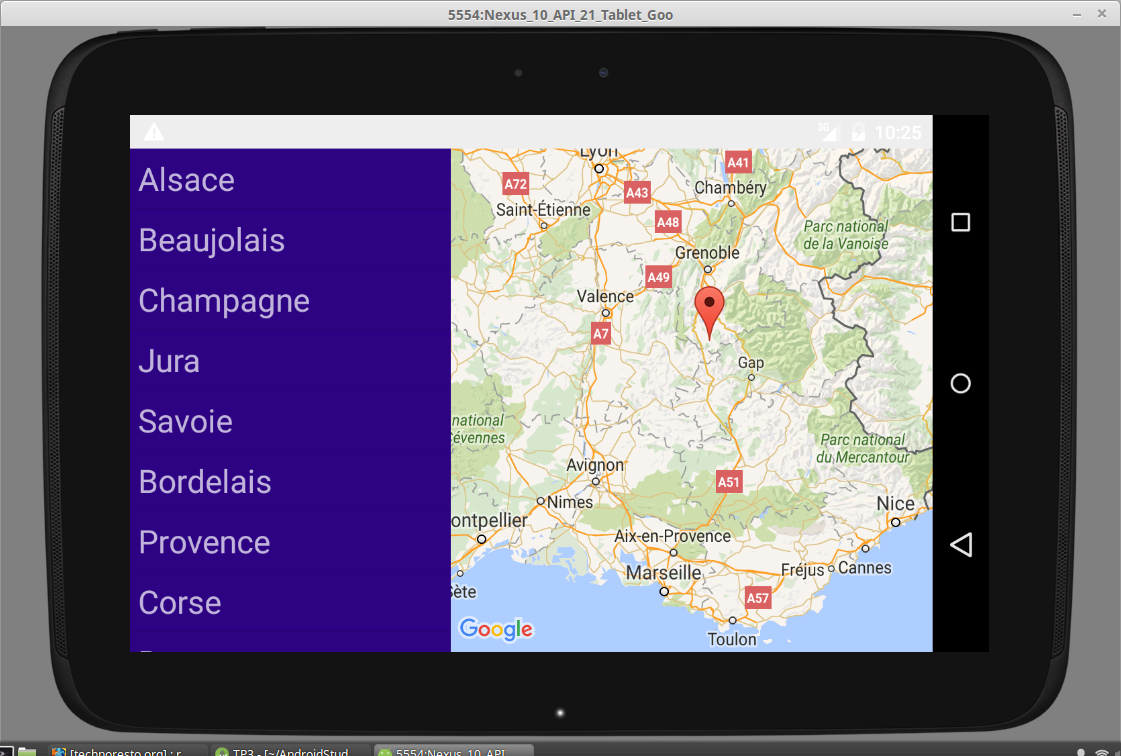 5554:Nexus_10_API_21_Tablet_Goo
3G
10:25
Alsace
Beaujolais
Champagne
Jura
Savoie
Bordelais
Provence
Corse
Lyon
A41
A72
A43
Chambéry
Saint-Étienne
A48
Parc national
de la Vanoise
Grenoble
A49
Valence
A7
Gap
national
Cévennes
Parc national
du Mercantour
Avignon
A51
Nimes
Nice
ontpellier
Aix-en-Provence
Marseille
Fréjus
Cannes
Sète
A57
Google
Toulon
[technoresto.org] : r
TP3 - [~/AndroidStud
5554:Nexus_10_API